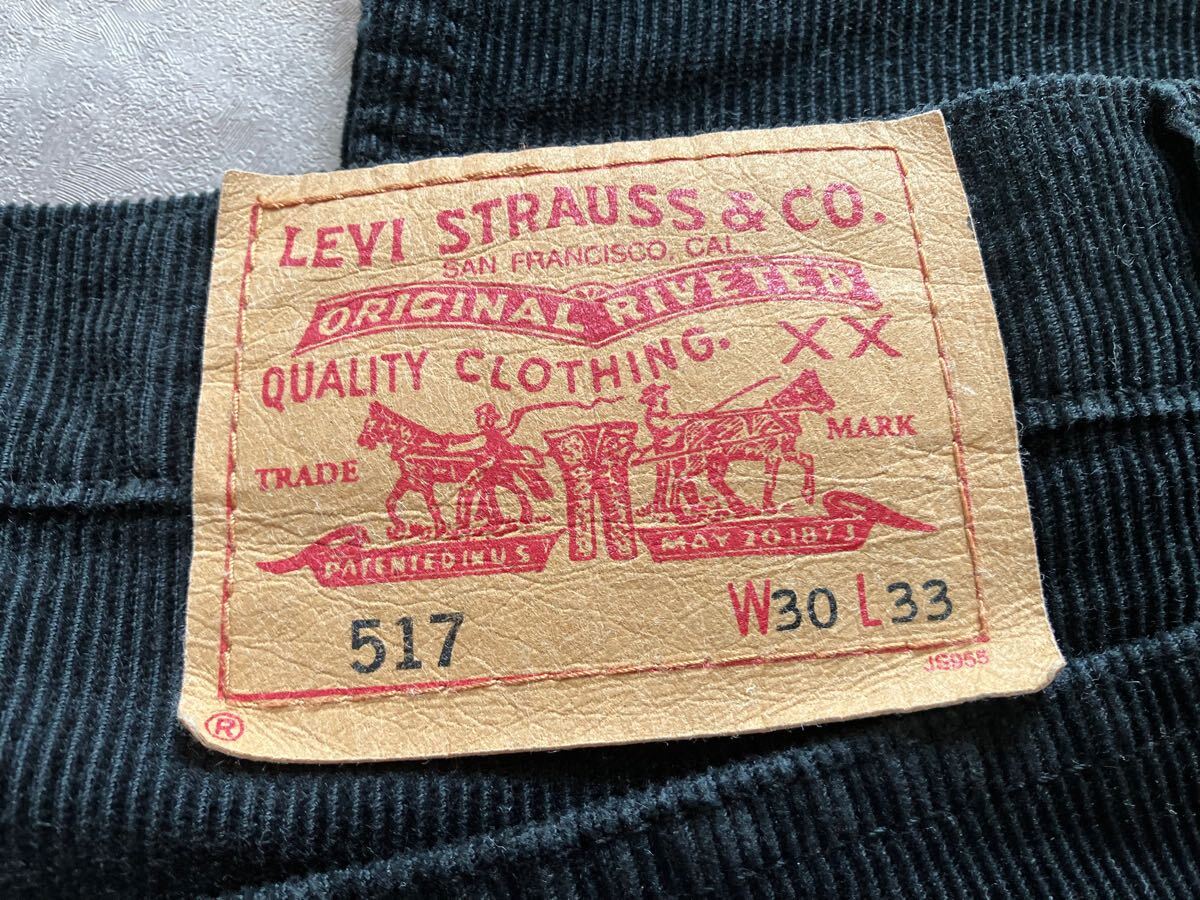 LEVI STRAUSS & CO.
SAN FRANCISCO, CAL.
ORIGINAL RIVETED
QUALITY CLOTHING. XX
TRADE MARK
PATENTED IN U S MAY 20 1873
517 W30 L33
JS955
®